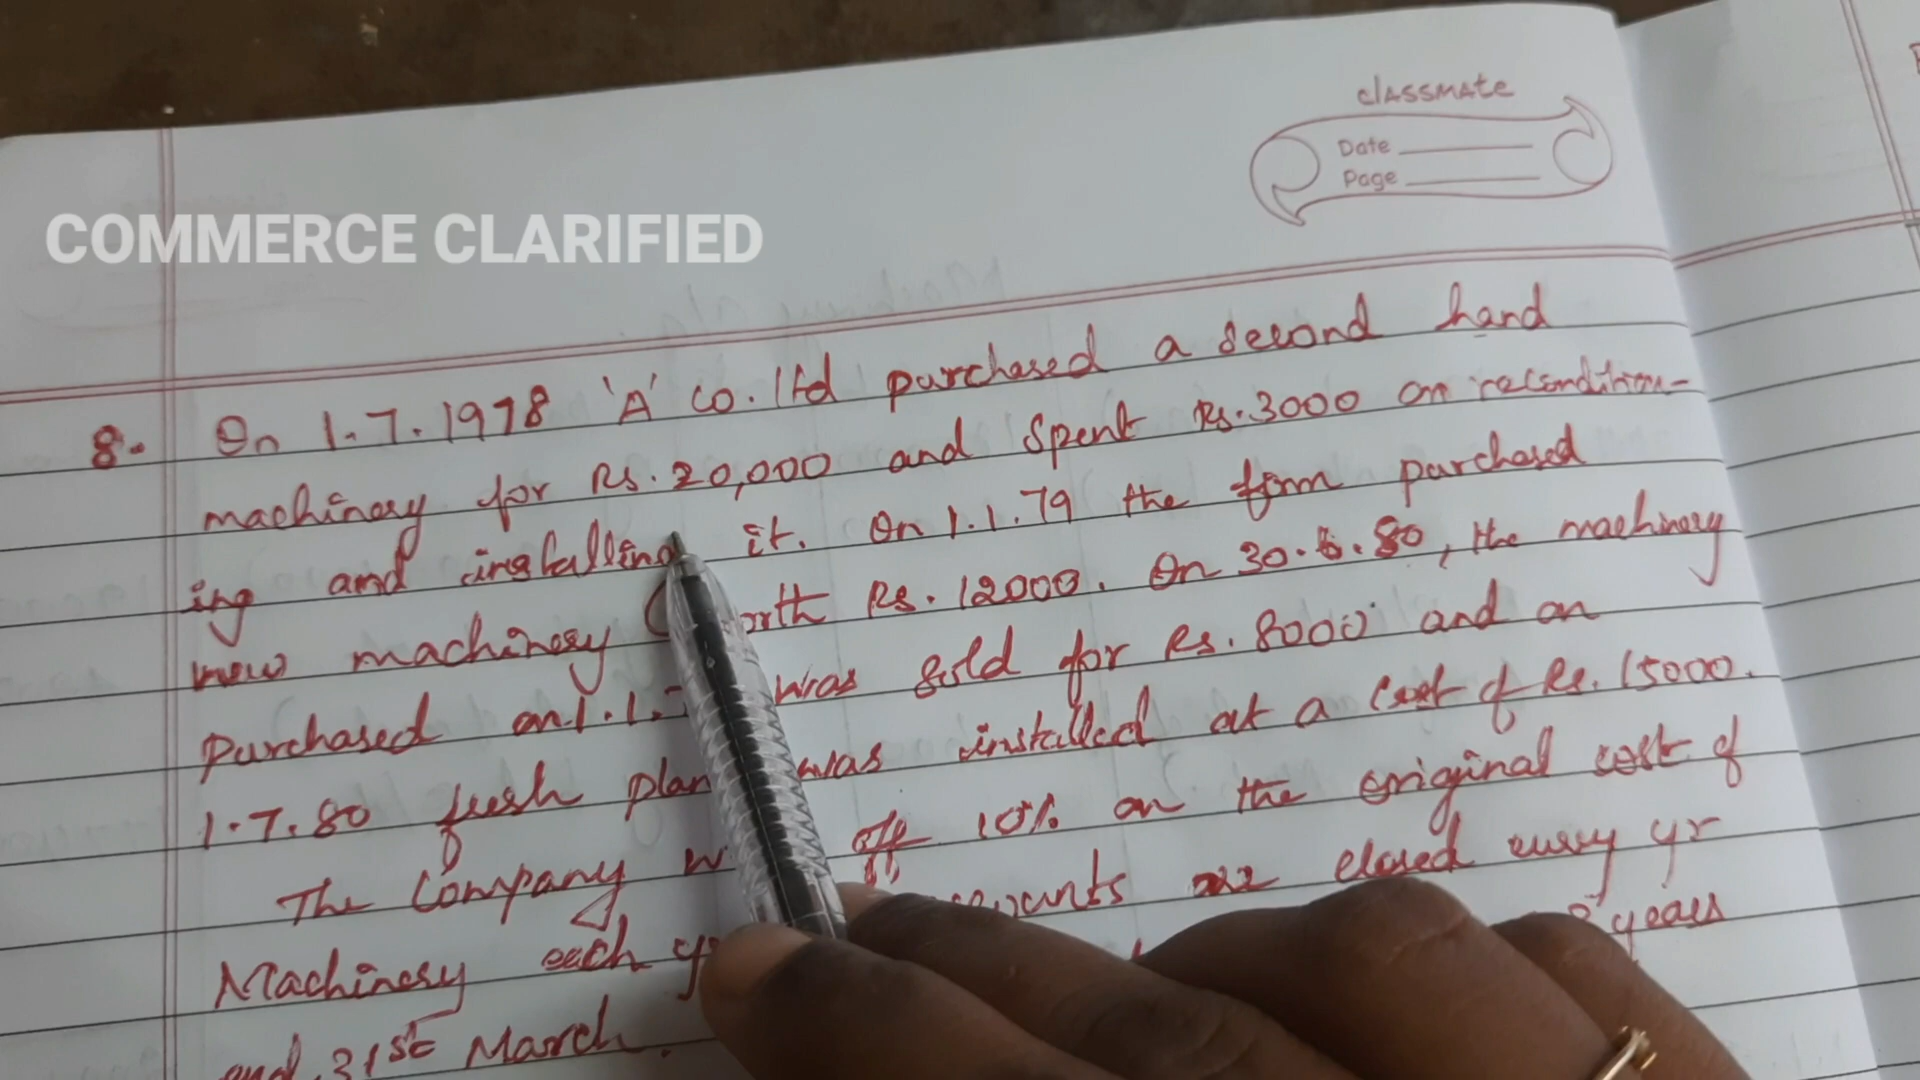 classmate
Date
Page
COMMERCE CLARIFIED
8. On 1.7.1978 'A' Co. Ltd purchased a second hand
machinery for Rs. 20,000 and spent Rs. 3000 on recondition-
ing and installing it. On 1.1.79 the firm purchased
new machinery worth Rs. 12000. On 30.6.80, the machinery
purchased on 1.1. was sold for Rs. 8000 and on
1.7.80 fresh plant was installed at a cost of Rs. 15000.
The Company off 10% on the original cost of
Machinery each are closed every yr
and 31st March. years